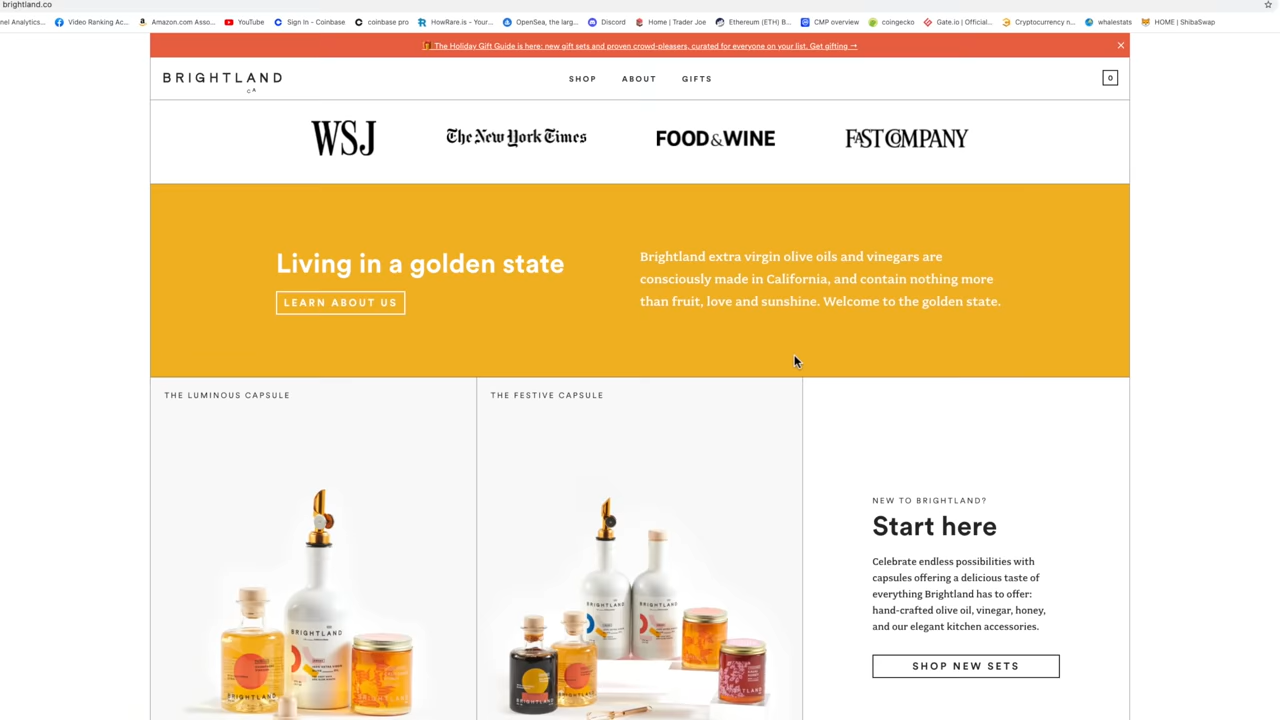 brightland.co
nel Analytics...
Video Ranking Ac...
Amazon.com Asso...
YouTube
Sign In - Coinbase
coinbase pro
HowRare.is - Your...
OpenSea, the larg...
Discord
Home | Trader Joe
Ethereum (ETH) B...
CMP overview
coingecko
Gate.io | Official...
Cryptocurrency n...
whalestats
HOME | ShibaSwap
The Holiday Gift Guide is here: new gift sets and proven crowd-pleasers, curated for everyone on your list. Get gifting →
BRIGHTLAND
CA
SHOP
ABOUT
GIFTS
0
WSJ
The New York Times
FOOD&WINE
FAST COMPANY
Living in a golden state
LEARN ABOUT US
Brightland extra virgin olive oils and vinegars are
consciously made in California, and contain nothing more
than fruit, love and sunshine. Welcome to the golden state.
THE LUMINOUS CAPSULE
THE FESTIVE CAPSULE
BRIGHTLAND
BRIGHTLAND
BRIGHTLAND
BRIGHTLAND
BRIGHTLAND
BRIGHTLAND
NEW TO BRIGHTLAND?
Start here
Celebrate endless possibilities with
capsules offering a delicious taste of
everything Brightland has to offer:
hand-crafted olive oil, vinegar, honey,
and our elegant kitchen accessories.
SHOP NEW SETS